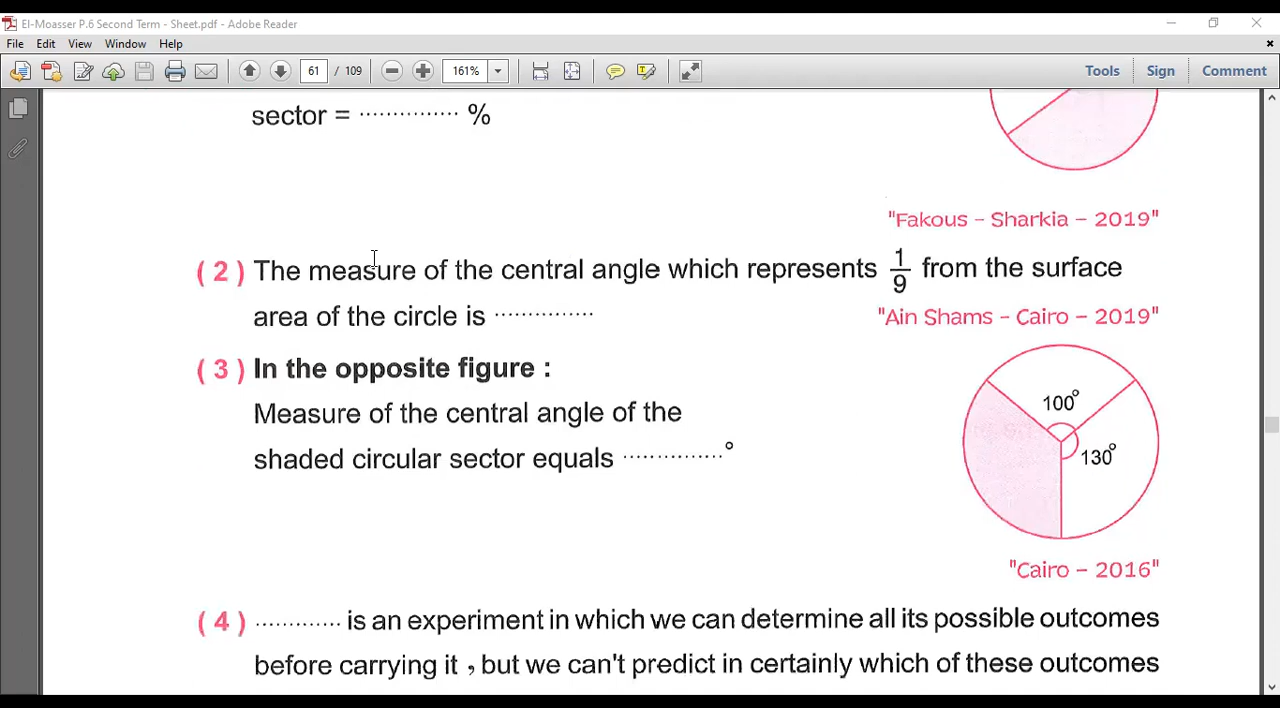 El-Moasser P.6 Second Term - Sheet.pdf - Adobe Reader
File Edit View Window Help
61 / 109 161% Tools Sign Comment
sector = ............... %
"Fakous - Sharkia - 2019"
( 2 ) The measure of the central angle which represents 1/9 from the surface
area of the circle is ...............
"Ain Shams - Cairo - 2019"
( 3 ) In the opposite figure :
Measure of the central angle of the
shaded circular sector equals ............... °
100°
130°
"Cairo - 2016"
( 4 ) ............. is an experiment in which we can determine all its possible outcomes
before carrying it , but we can't predict in certainly which of these outcomes